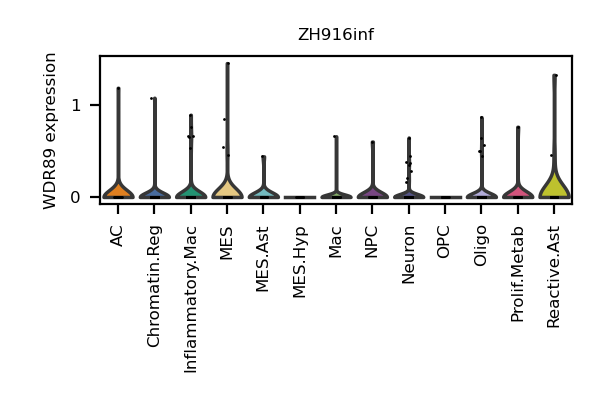 ZH916inf
WDR89 expression
1
0
AC
Chromatin.Reg
Inflammatory.Mac
MES
MES.Ast
MES.Hyp
Mac
NPC
Neuron
OPC
Oligo
Prolif.Metab
Reactive.Ast